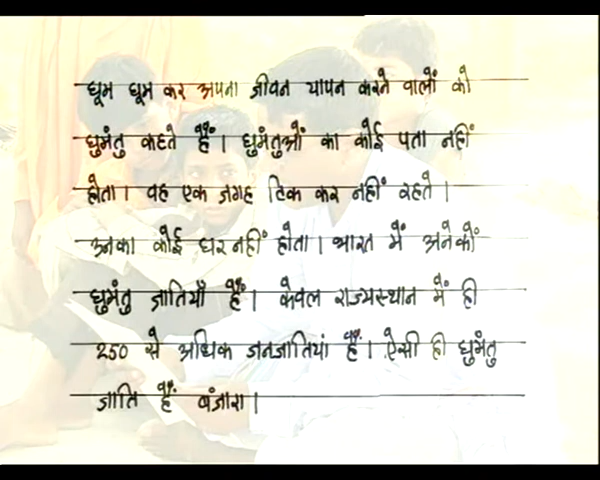 घूम घूम कर अपना जीवन यापन करने वालों को
घुमंतु कहते हैं। घुमंतुओं का कोई पता नहीं
होता। वह एक जगह टिक कर नहीं रहते।
उनका कोई घर नहीं होता। भारत में अनेकों
घुमंतु जातियाँ हैं। केवल राज्यस्थान में ही
250 से अधिक जनजातियां हैं। ऐसी ही घुमंतु
जाति हैं बंजारा।